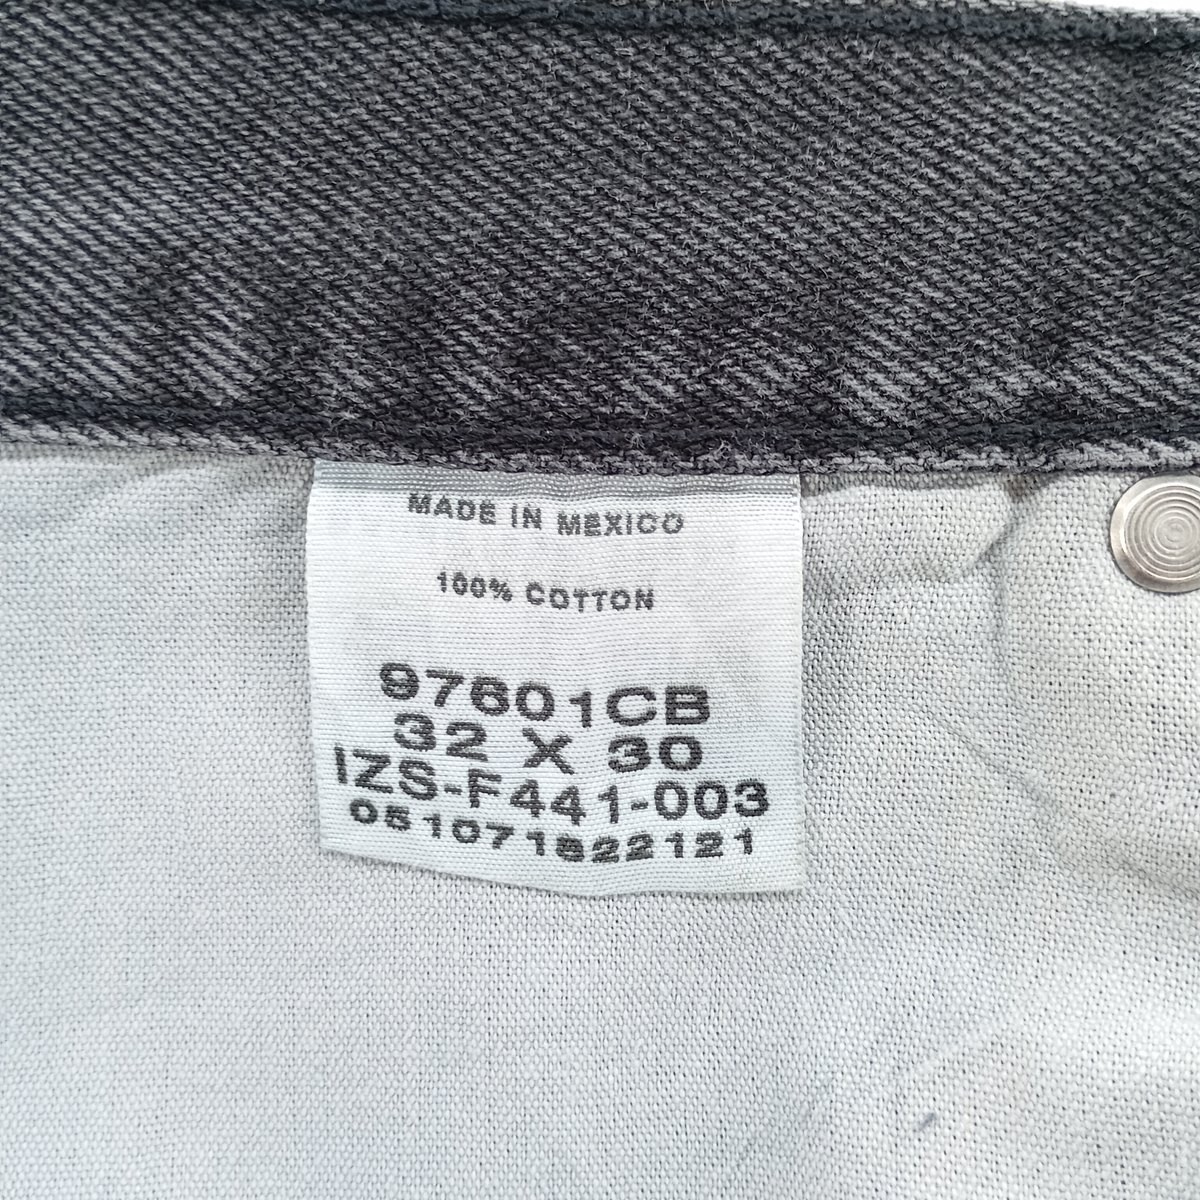 MADE IN MEXICO
100% COTTON
97601CB
32 X 30
IZS-F441-003
051071822121